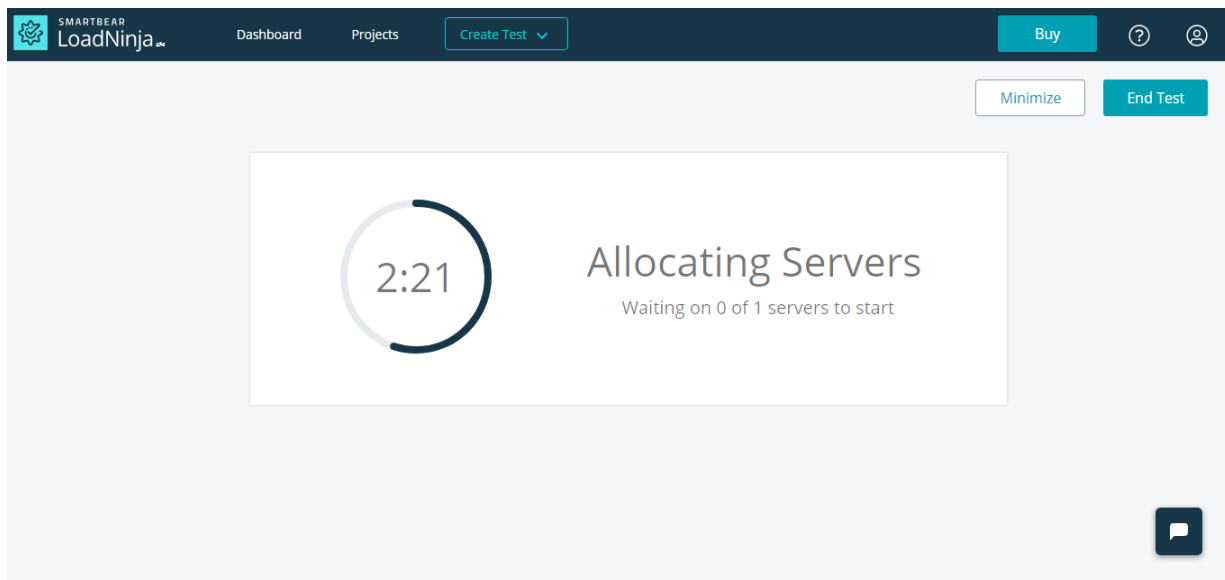 SMARTBEAR
LoadNinja
Dashboard
Projects
Create Test
Buy
?
Minimize
End Test
2:21
Allocating Servers
Waiting on 0 of 1 servers to start